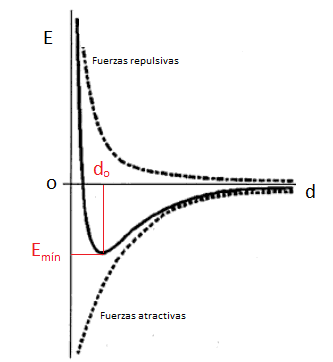 E
Fuerzas repulsivas
do
O
d
Emín
Fuerzas atractivas